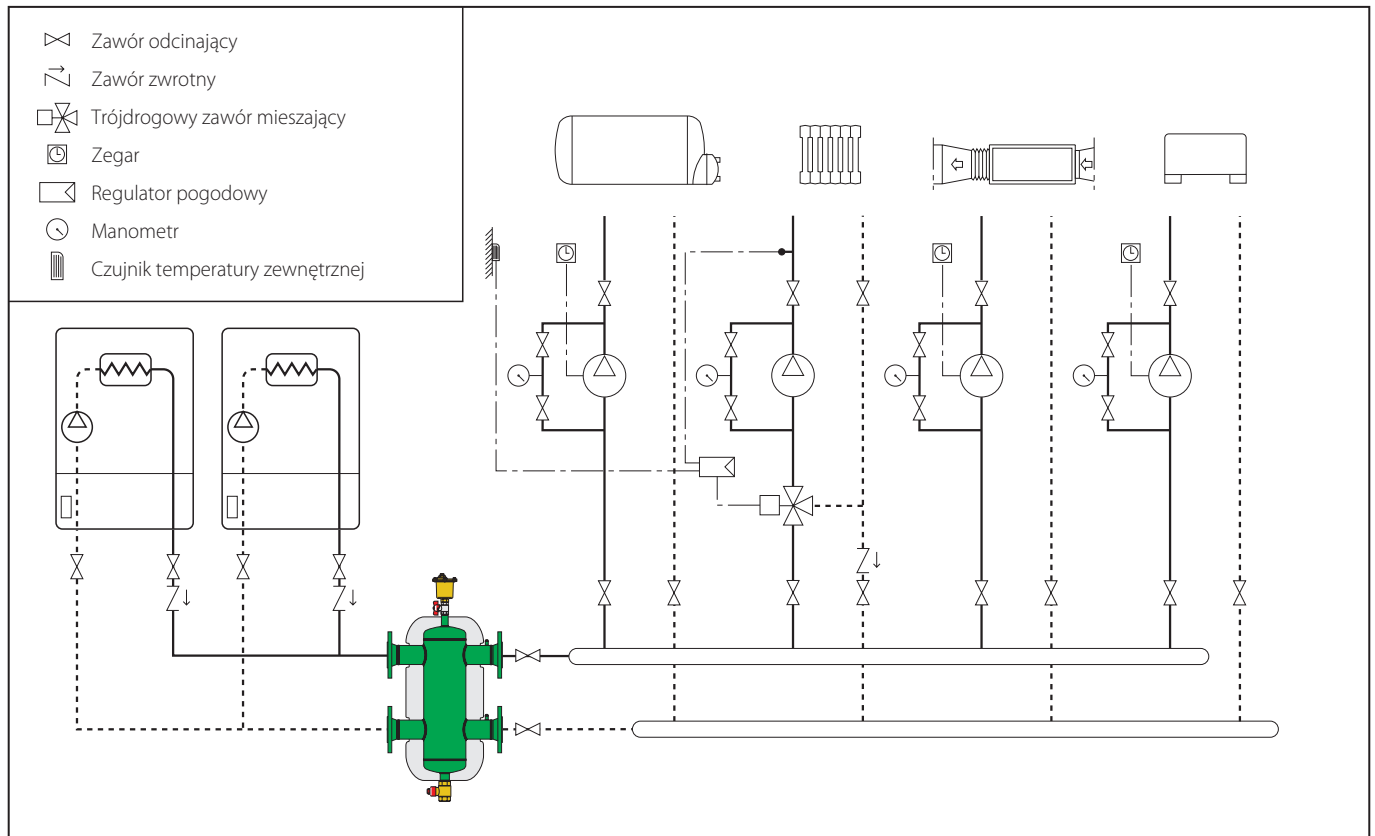 Zawór odcinający
Zawór zwrotny
Trójdrogowy zawór mieszający
Zegar
Regulator pogodowy
Manometr
Czujnik temperatury zewnętrznej